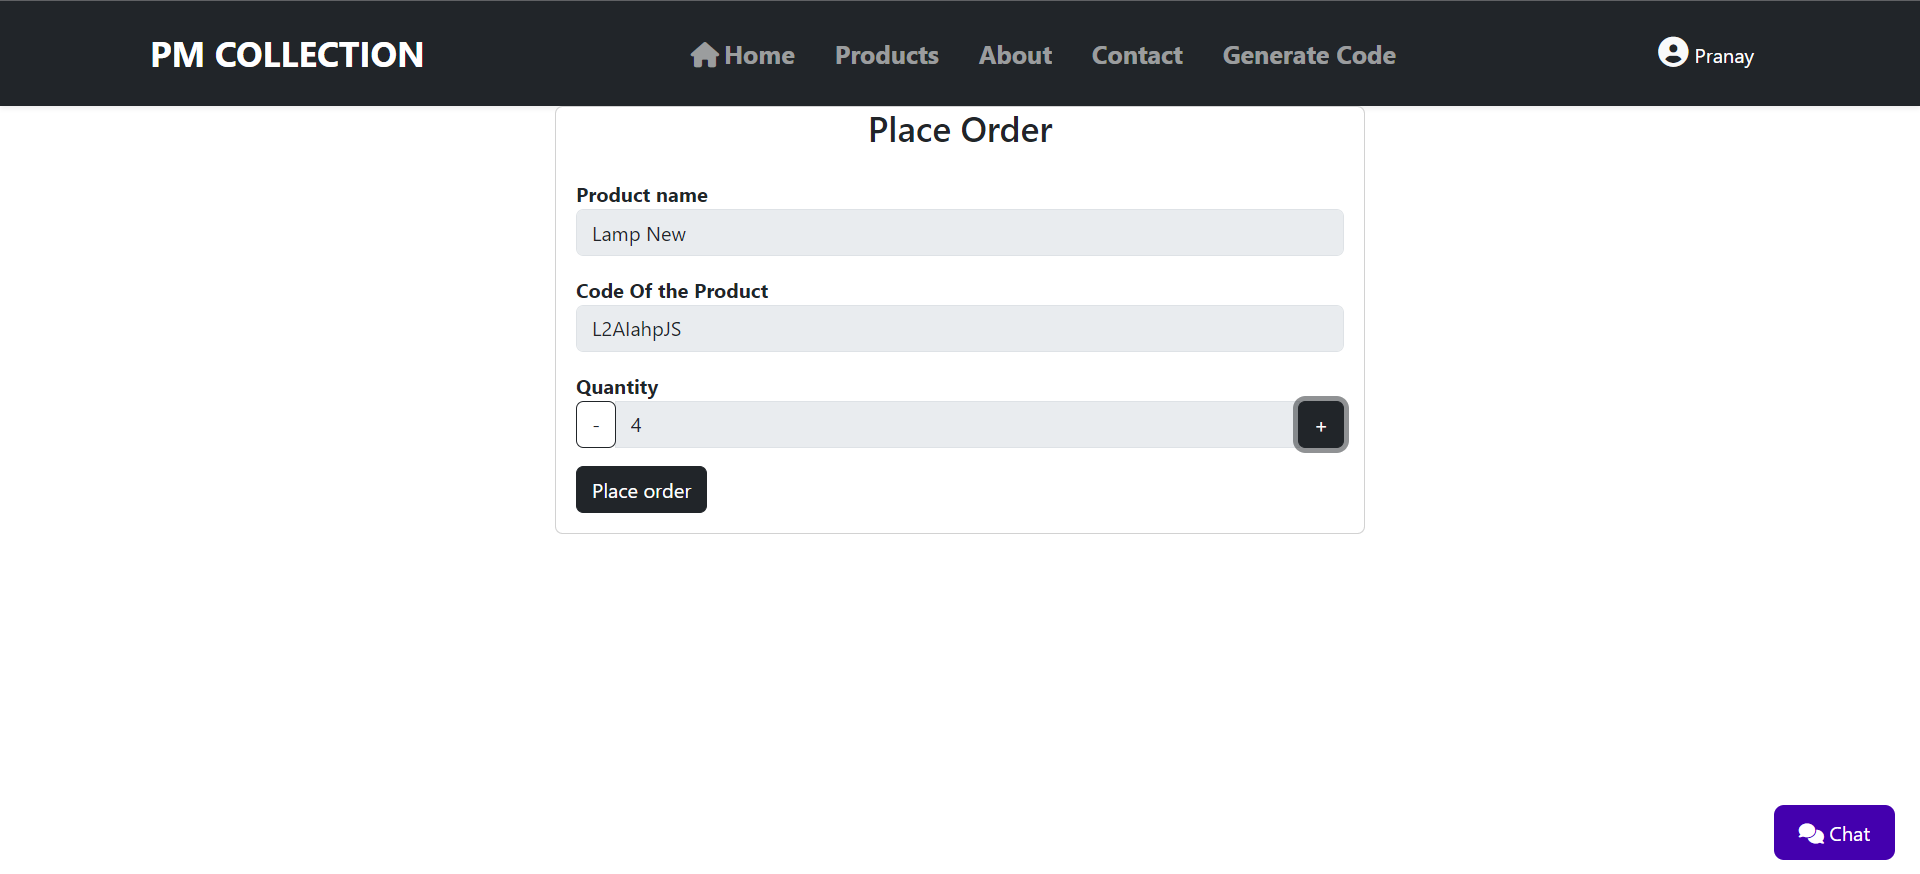 PM COLLECTION
Home Products About Contact Generate Code
Pranay
Place Order
Product name
Lamp New
Code Of the Product
L2AIahpJS
Quantity
- 4 +
Place order
Chat